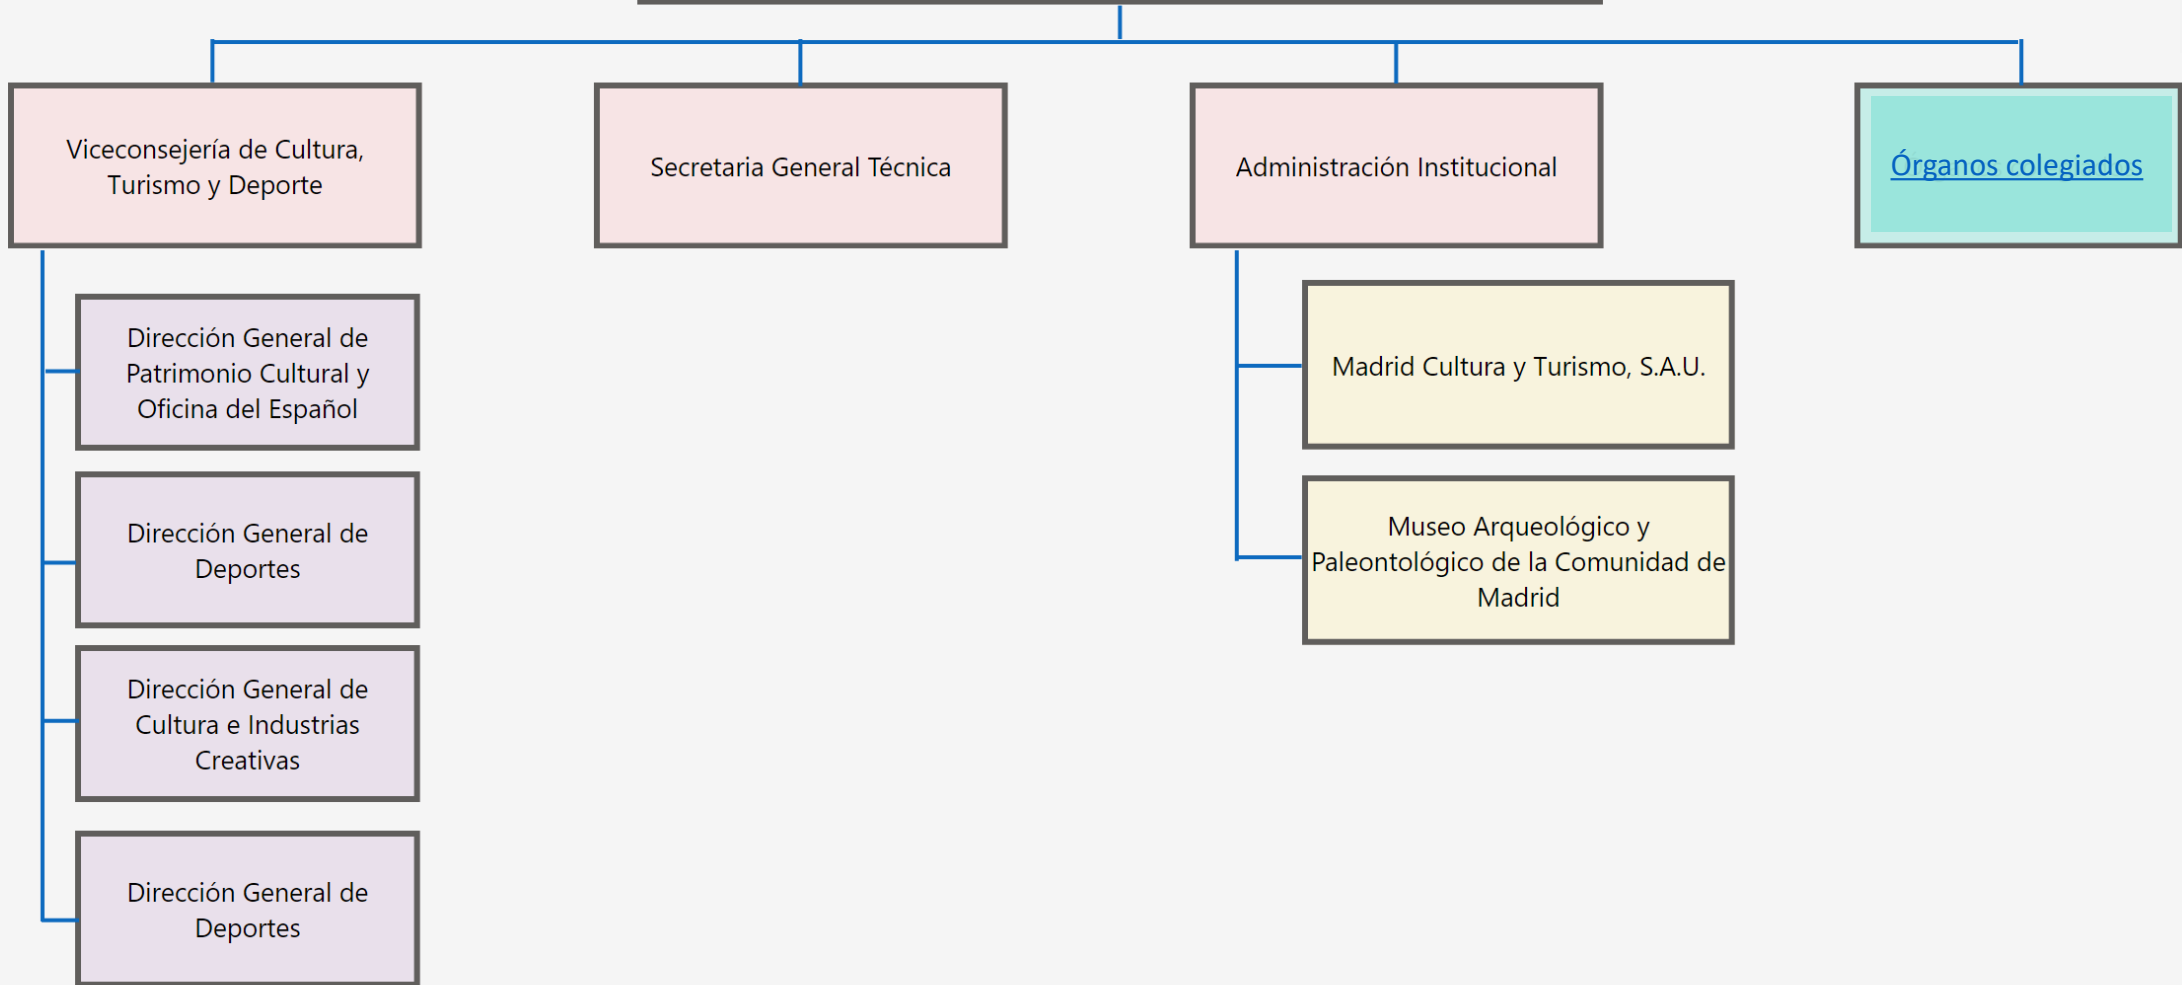 Viceconsejería de Cultura,
Turismo y Deporte
Secretaria General Técnica
Administración Institucional
Órganos colegiados
Dirección General de
Patrimonio Cultural y
Oficina del Español
Dirección General de
Deportes
Dirección General de
Cultura e Industrias
Creativas
Dirección General de
Deportes
Madrid Cultura y Turismo, S.A.U.
Museo Arqueológico y
Paleontológico de la Comunidad de
Madrid